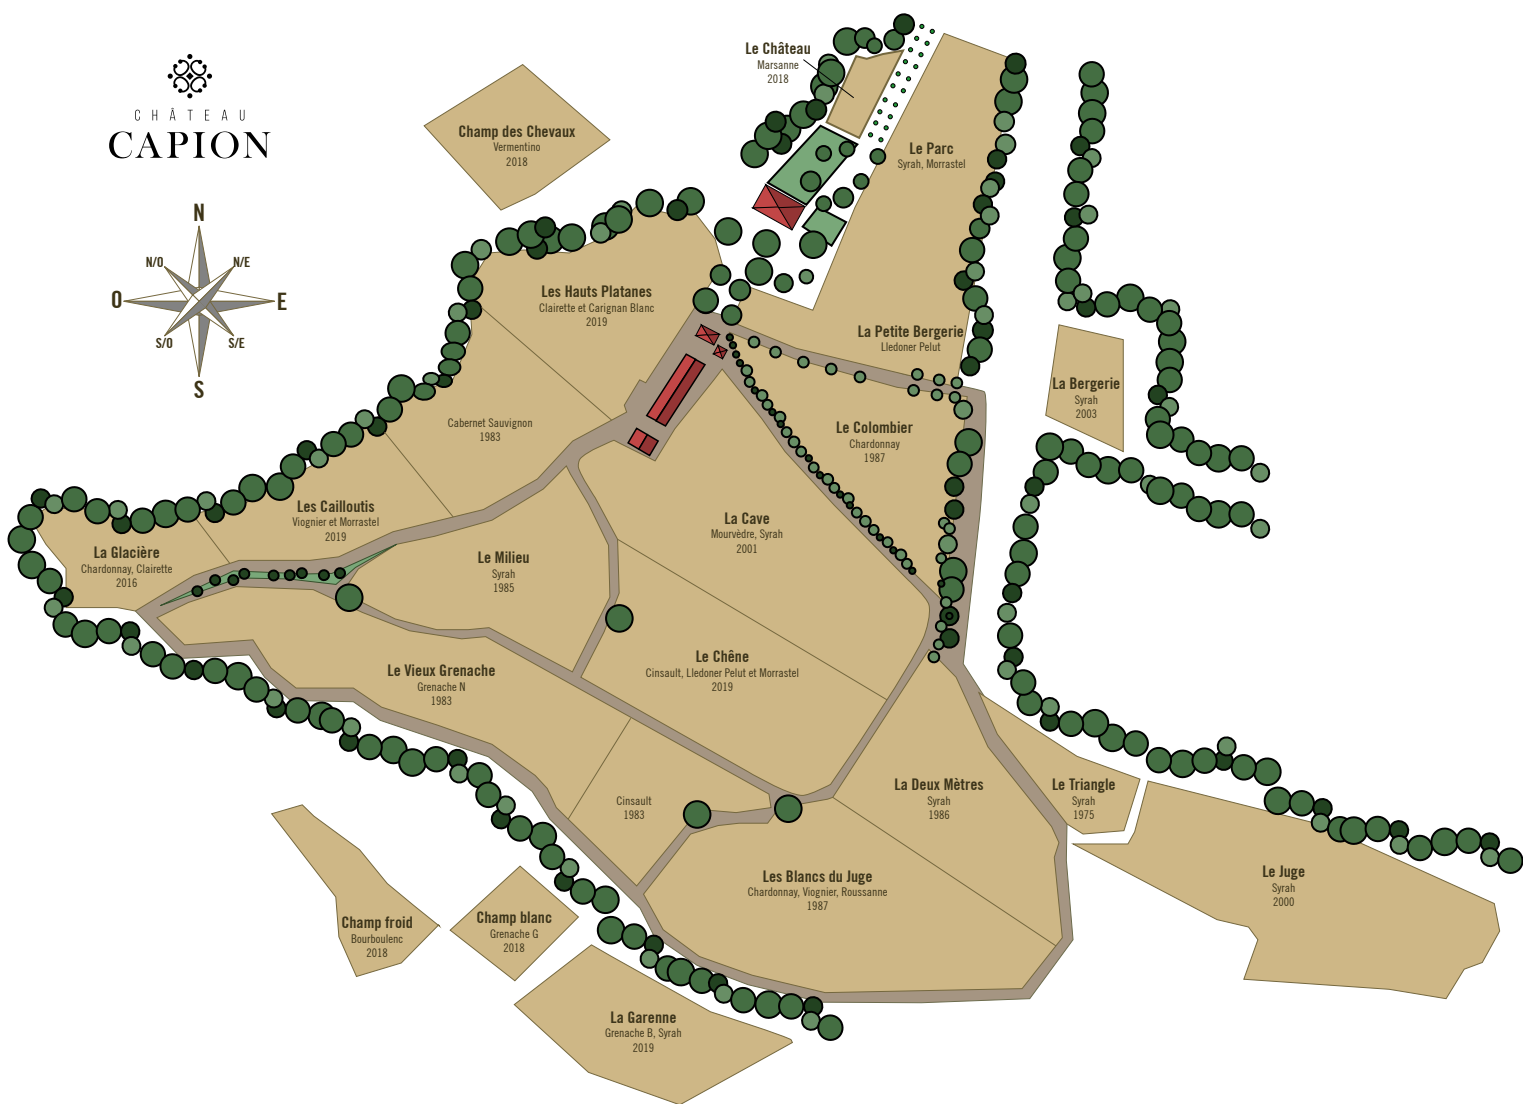 CHÂTEAU
CAPION
N
N/O
N/E
O
E
S/O
S/E
S
Le Château
Marsanne
2018
Champ des Chevaux
Vermentino
2018
Le Parc
Syrah, Morrastel
Les Hauts Platanes
Clairette et Carignan Blanc
2019
La Petite Bergerie
Lledoner Pelut
La Bergerie
Syrah
2003
Cabernet Sauvignon
1983
Le Colombier
Chardonnay
1987
Les Cailloutis
Viognier et Morrastel
2019
La Cave
Mourvèdre, Syrah
2001
La Glacière
Chardonnay, Clairette
2016
Le Milieu
Syrah
1985
Le Vieux Grenache
Grenache N
1983
Le Chêne
Cinsault, Lledoner Pelut et Morrastel
2019
Cinsault
1983
La Deux Mètres
Syrah
1986
Le Triangle
Syrah
1975
Les Blancs du Juge
Chardonnay, Viognier, Roussanne
1987
Le Juge
Syrah
2000
Champ froid
Bourboulenc
2018
Champ blanc
Grenache G
2018
La Garenne
Grenache B, Syrah
2019